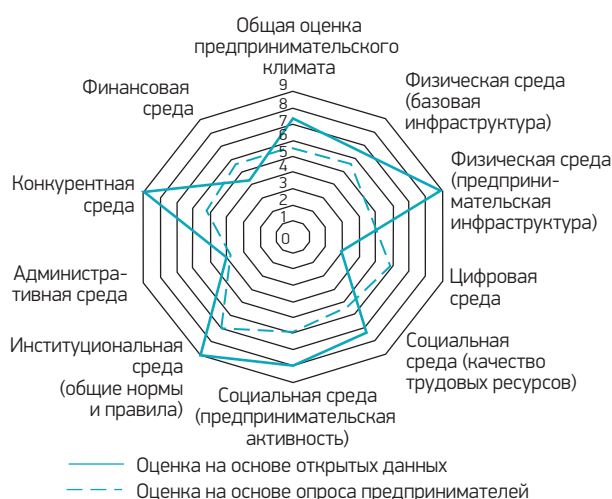 Общая оценка
предпринимательского
климата
Финансовая
среда
Физическая среда
(базовая
инфраструктура)
Физическая среда
(предприни-
мательская
инфраструктура)
Конкурентная
среда
9
8
7
6
5
4
3
2
1
0
Административ-
тивная среда
Цифровая
среда
Институциональная
среда
(общие нормы
и правила)
Социальная
среда (качество
трудовых ресурсов)
Социальная среда
(предпринимательская
активность)
Оценка на основе открытых данных
Оценка на основе опроса предпринимателей